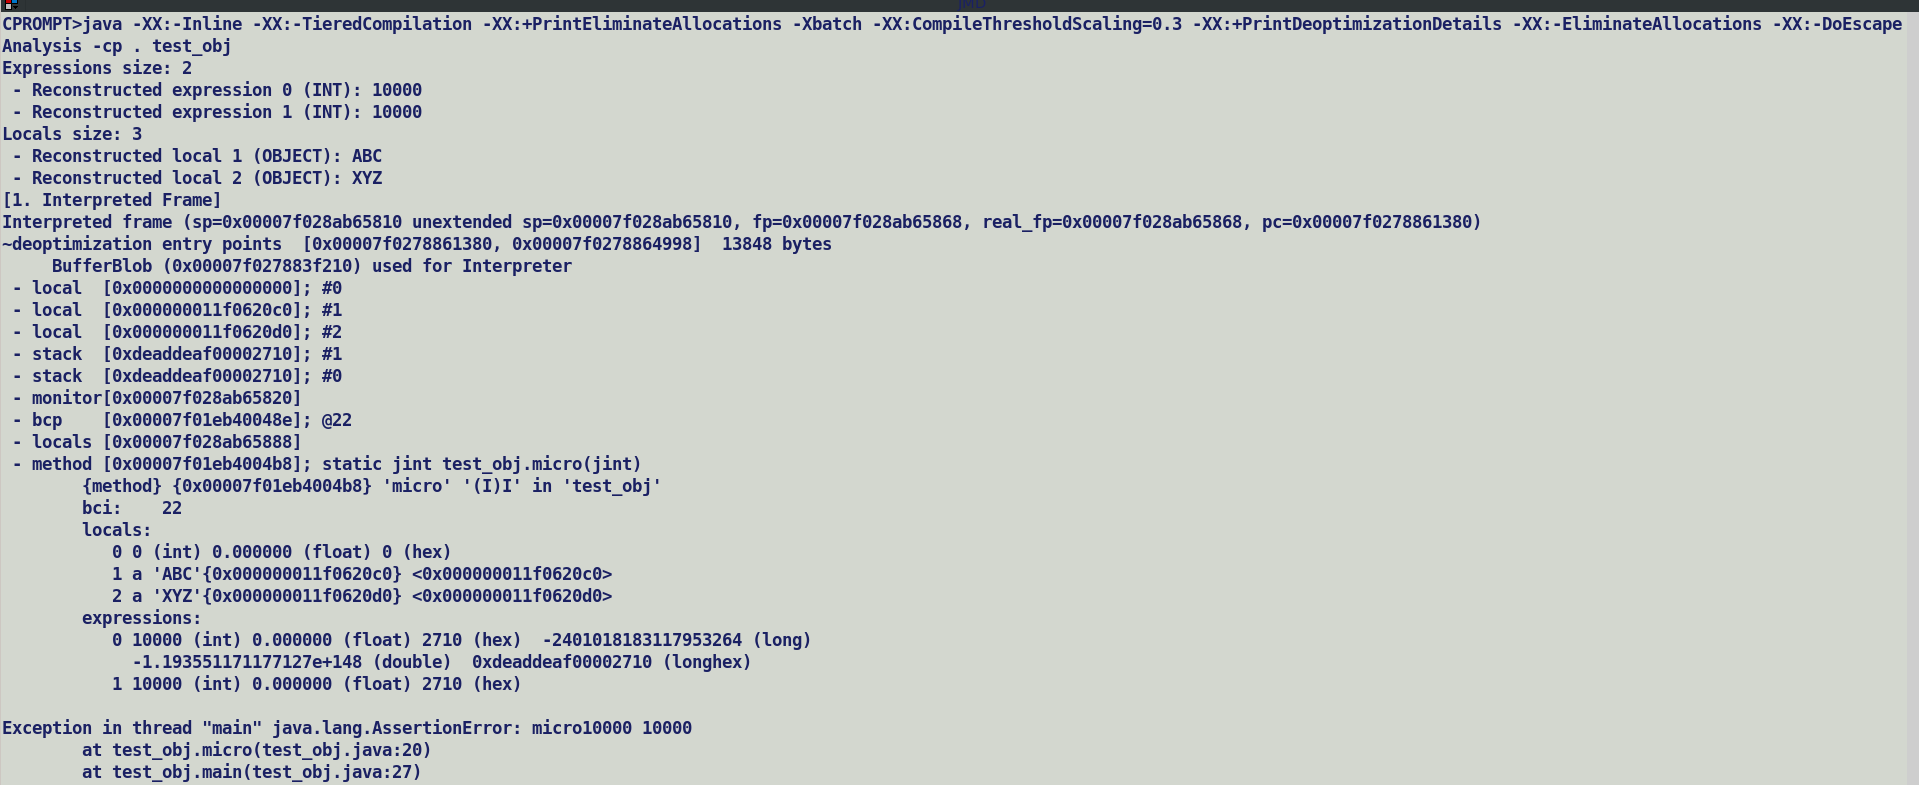 JMD
CPROMPT>java -XX:-Inline -XX:-TieredCompilation -XX:+PrintEliminateAllocations -Xbatch -XX:CompileThresholdScaling=0.3 -XX:+PrintDeoptimizationDetails -XX:-EliminateAllocations -XX:-DoEscape
Analysis -cp . test_obj
Expressions size: 2
 - Reconstructed expression 0 (INT): 10000
 - Reconstructed expression 1 (INT): 10000
Locals size: 3
 - Reconstructed local 1 (OBJECT): ABC
 - Reconstructed local 2 (OBJECT): XYZ
[1. Interpreted Frame]
Interpreted frame (sp=0x00007f028ab65810 unextended sp=0x00007f028ab65810, fp=0x00007f028ab65868, real_fp=0x00007f028ab65868, pc=0x00007f0278861380)
~deoptimization entry points  [0x00007f0278861380, 0x00007f0278864998]  13848 bytes
     BufferBlob (0x00007f027883f210) used for Interpreter
 - local  [0x0000000000000000]; #0
 - local  [0x000000011f0620c0]; #1
 - local  [0x000000011f0620d0]; #2
 - stack  [0xdeaddeaf00002710]; #1
 - stack  [0xdeaddeaf00002710]; #0
 - monitor[0x00007f028ab65820]
 - bcp    [0x00007f01eb40048e]; @22
 - locals [0x00007f028ab65888]
 - method [0x00007f01eb4004b8]; static jint test_obj.micro(jint)
        {method} {0x00007f01eb4004b8} 'micro' '(I)I' in 'test_obj'
        bci:    22
        locals:
           0 0 (int) 0.000000 (float) 0 (hex)
           1 a 'ABC'{0x000000011f0620c0} <0x000000011f0620c0>
           2 a 'XYZ'{0x000000011f0620d0} <0x000000011f0620d0>
        expressions:
           0 10000 (int) 0.000000 (float) 2710 (hex)  -2401018183117953264 (long)
             -1.193551171177127e+148 (double)  0xdeaddeaf00002710 (longhex)
           1 10000 (int) 0.000000 (float) 2710 (hex)
Exception in thread "main" java.lang.AssertionError: micro10000 10000
        at test_obj.micro(test_obj.java:20)
        at test_obj.main(test_obj.java:27)